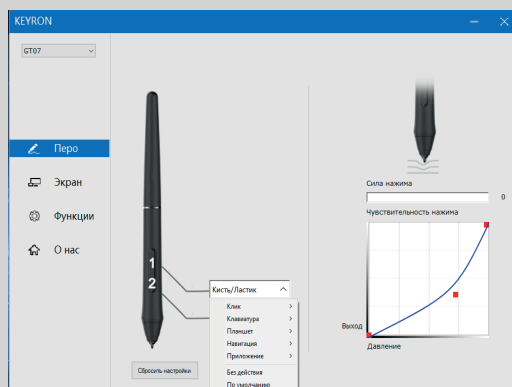 KEYRON
GT07
Перо
Экран
Функции
О нас
1
2
Кисть/Ластик
Клик
Клавиатура
Планшет
Навигация
Приложение
Без действия
По умолчанию
Сбросить настройки
Сила нажима
0
Чувствительность нажима
Выход
Давление